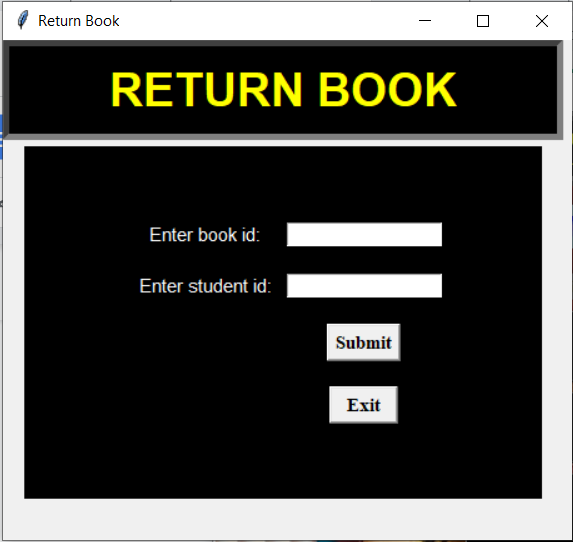 Return Book
RETURN BOOK
Enter book id:
Enter student id:
Submit
Exit